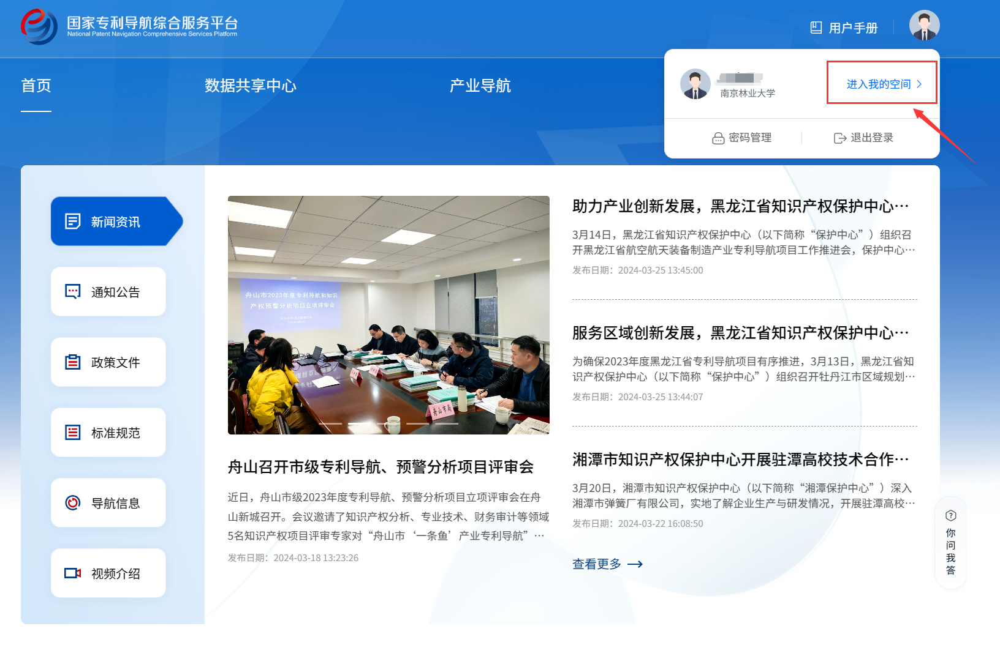 国家专利导航综合服务平台
National Patent Navigation Comprehensive Services Platform
用户手册
首页
数据共享中心
产业导航
南京林业大学
进入我的空间
密码管理
退出登录
新闻资讯
通知公告
政策文件
标准规范
导航信息
视频介绍
舟山市2023年度专利导航和知识
产权预警分析项目立项评审会
舟山市局
舟山召开市级专利导航、预警分析项目评审会
近日，舟山市级2023年度专利导航、预警分析项目立项评审会在舟
山新城召开。会议邀请了知识产权分析、专业技术、财务审计等领域
5名知识产权项目评审专家对“舟山市‘一条鱼’产业专利导航”…
发布日期：2024-03-18 13:23:26
助力产业创新发展，黑龙江省知识产权保护中心…
3月14日，黑龙江省知识产权保护中心（以下简称“保护中心”）组织召
开黑龙江省航空航天装备制造产业专利导航项目工作推进会，保护中心…
发布日期：2024-03-25 13:45:00
服务区域创新发展，黑龙江省知识产权保护中心…
为确保2023年度黑龙江省专利导航项目有序推进，3月13日，黑龙江省知
识产权保护中心（以下简称“保护中心”）组织召开牡丹江市区域规划…
发布日期：2024-03-25 13:44:07
湘潭市知识产权保护中心开展驻潭高校技术合作…
3月20日，湘潭市知识产权保护中心（以下简称“湘潭保护中心”）深入
湘潭市弹簧厂有限公司，实地了解企业生产与研发情况，开展驻潭高校…
发布日期：2024-03-22 16:08:50
查看更多
你问我答